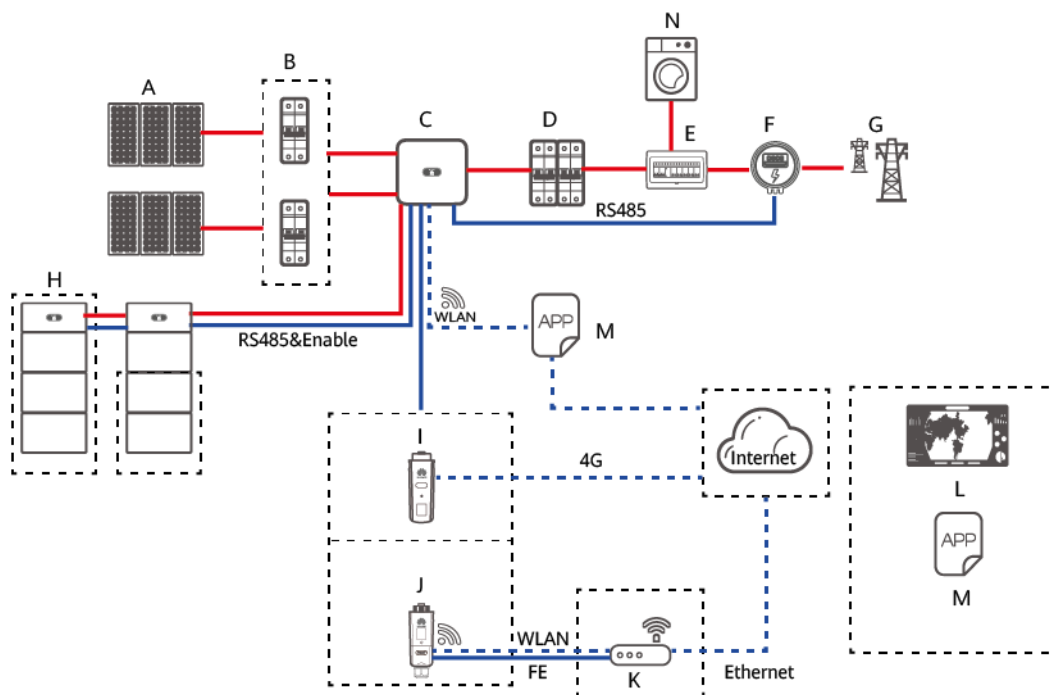 N
A
B
C
D
E
F
G
RS485
H
RS485&Enable
WLAN
APP
M
I
4G
Internet
L
APP
M
J
WLAN
FE
K
Ethernet